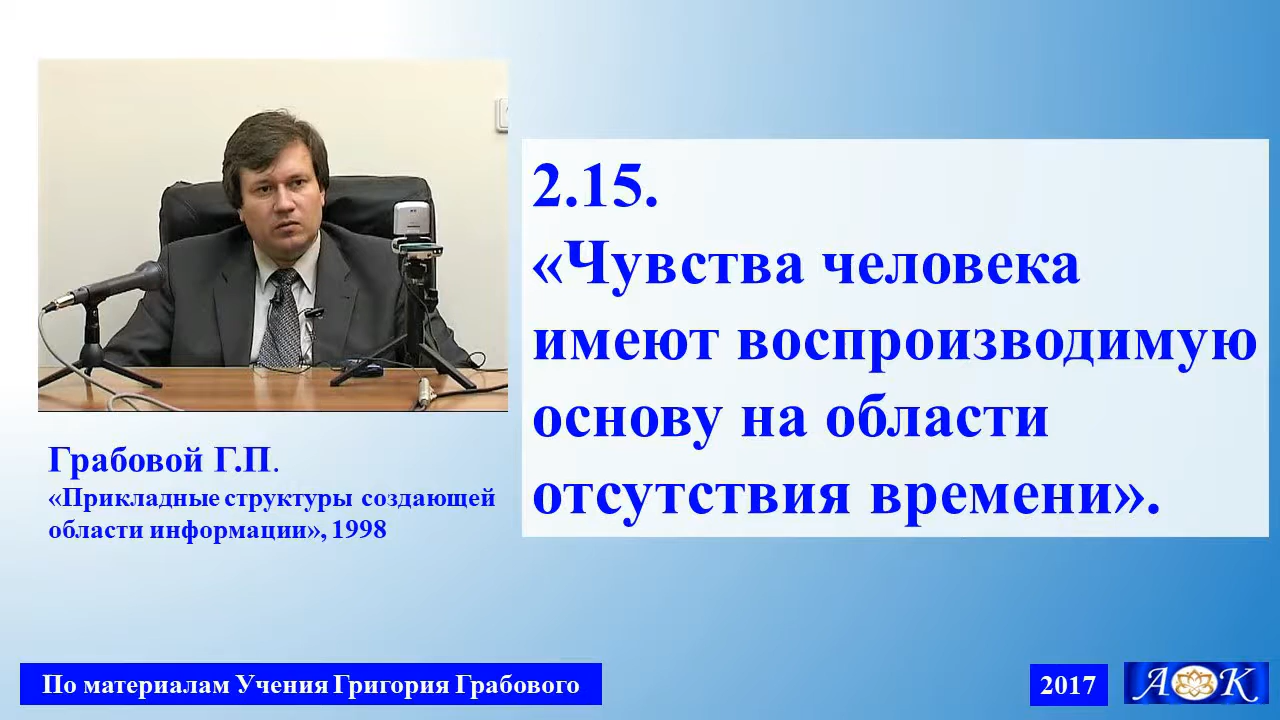 2.15.
«Чувства человека
имеют воспроизводимую
основу на области
отсутствия времени».
Грабовой Г.П.
«Прикладные структуры создающей
области информации», 1998
По материалам Учения Григория Грабового
2017
А К